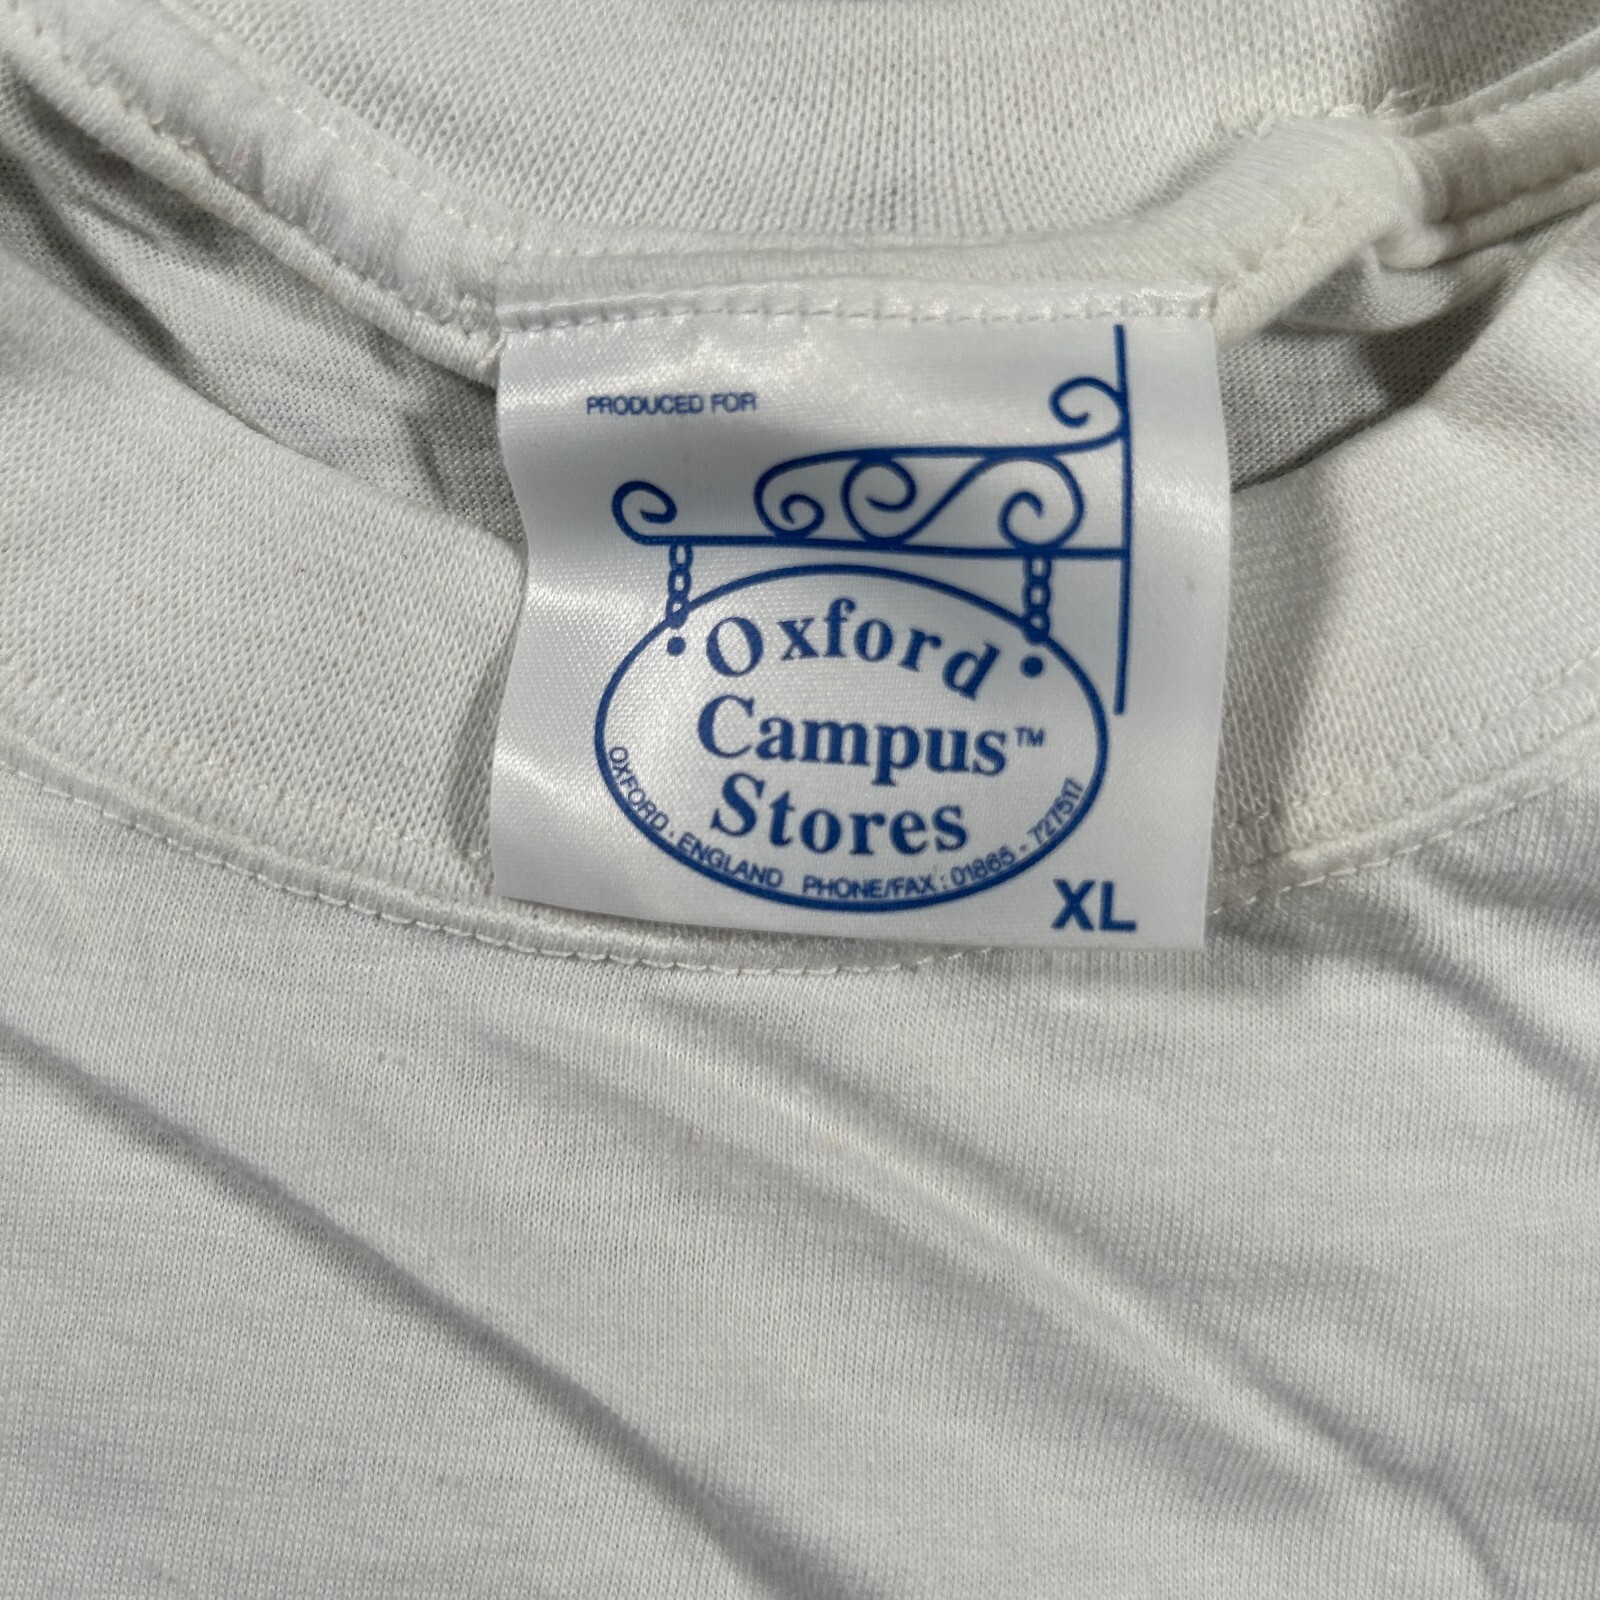 PRODUCED FOR
Oxford
Campus™
Stores
OXFORD · ENGLAND PHONE/FAX : 01865 - 727517
XL